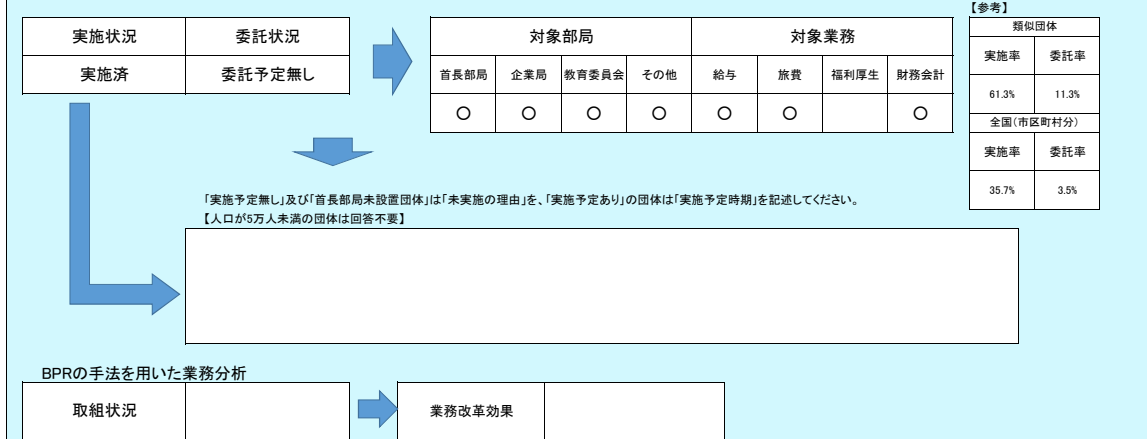 【参考】
実施状況 委託状況
実施済 委託予定無し
対象部局 対象業務
首長部局 企業局 教育委員会 その他 給与 旅費 福利厚生 財務会計
○ ○ ○ ○ ○ ○ ○
類似団体
実施率 委託率
61.3% 11.3%
全国(市区町村分)
実施率 委託率
35.7% 3.5%
「実施予定無し」及び「首長部局未設置団体」は「未実施の理由」を、「実施予定あり」の団体は「実施予定時期」を記述してください。
【人口が5万人未満の団体は回答不要】
BPRの手法を用いた業務分析
取組状況
業務改革効果